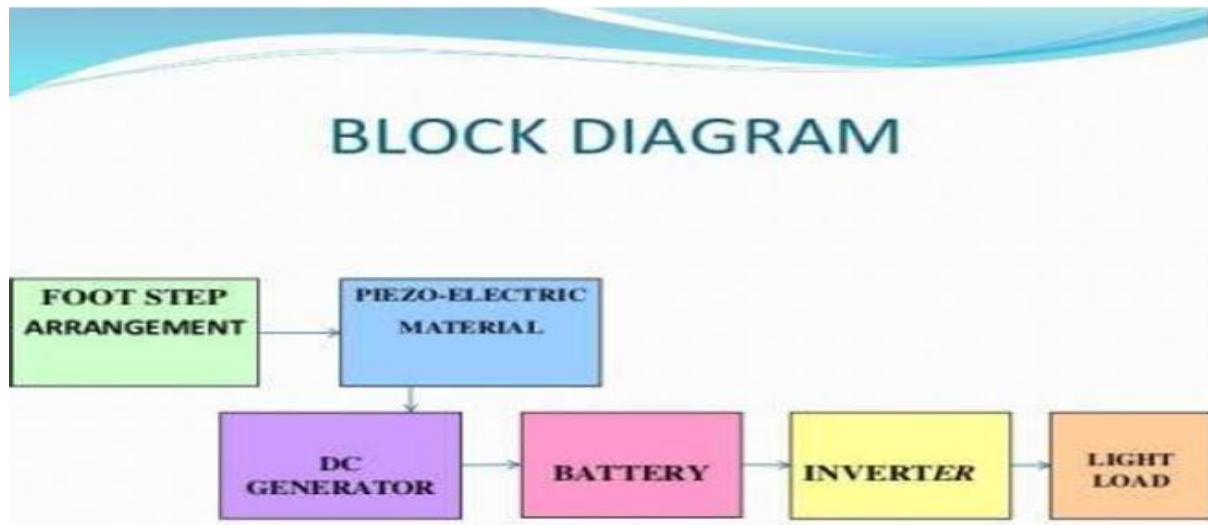 BLOCK DIAGRAM
FOOT STEP
ARRANGEMENT
PIEZO-ELECTRIC
MATERIAL
DC
GENERATOR
BATTERY
INVERTER
LIGHT
LOAD